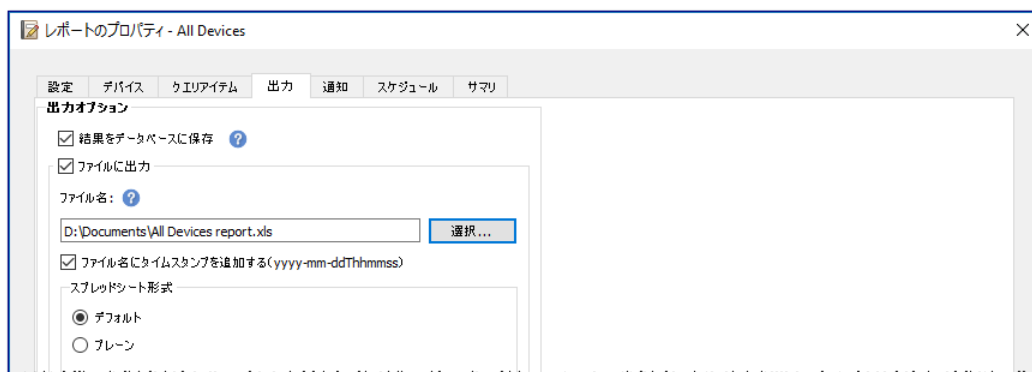 レポートのプロパティ - All Devices
設定 デバイス クエリアイテム 出力 通知 スケジュール サマリ
出力オプション
結果をデータベースに保存
ファイルに出力
ファイル名:
D:\Documents\All Devices report.xls 選択...
ファイル名にタイムスタンプを追加する(yyyy-mm-ddThhmmss)
スプレッドシート形式
デフォルト
プレーン